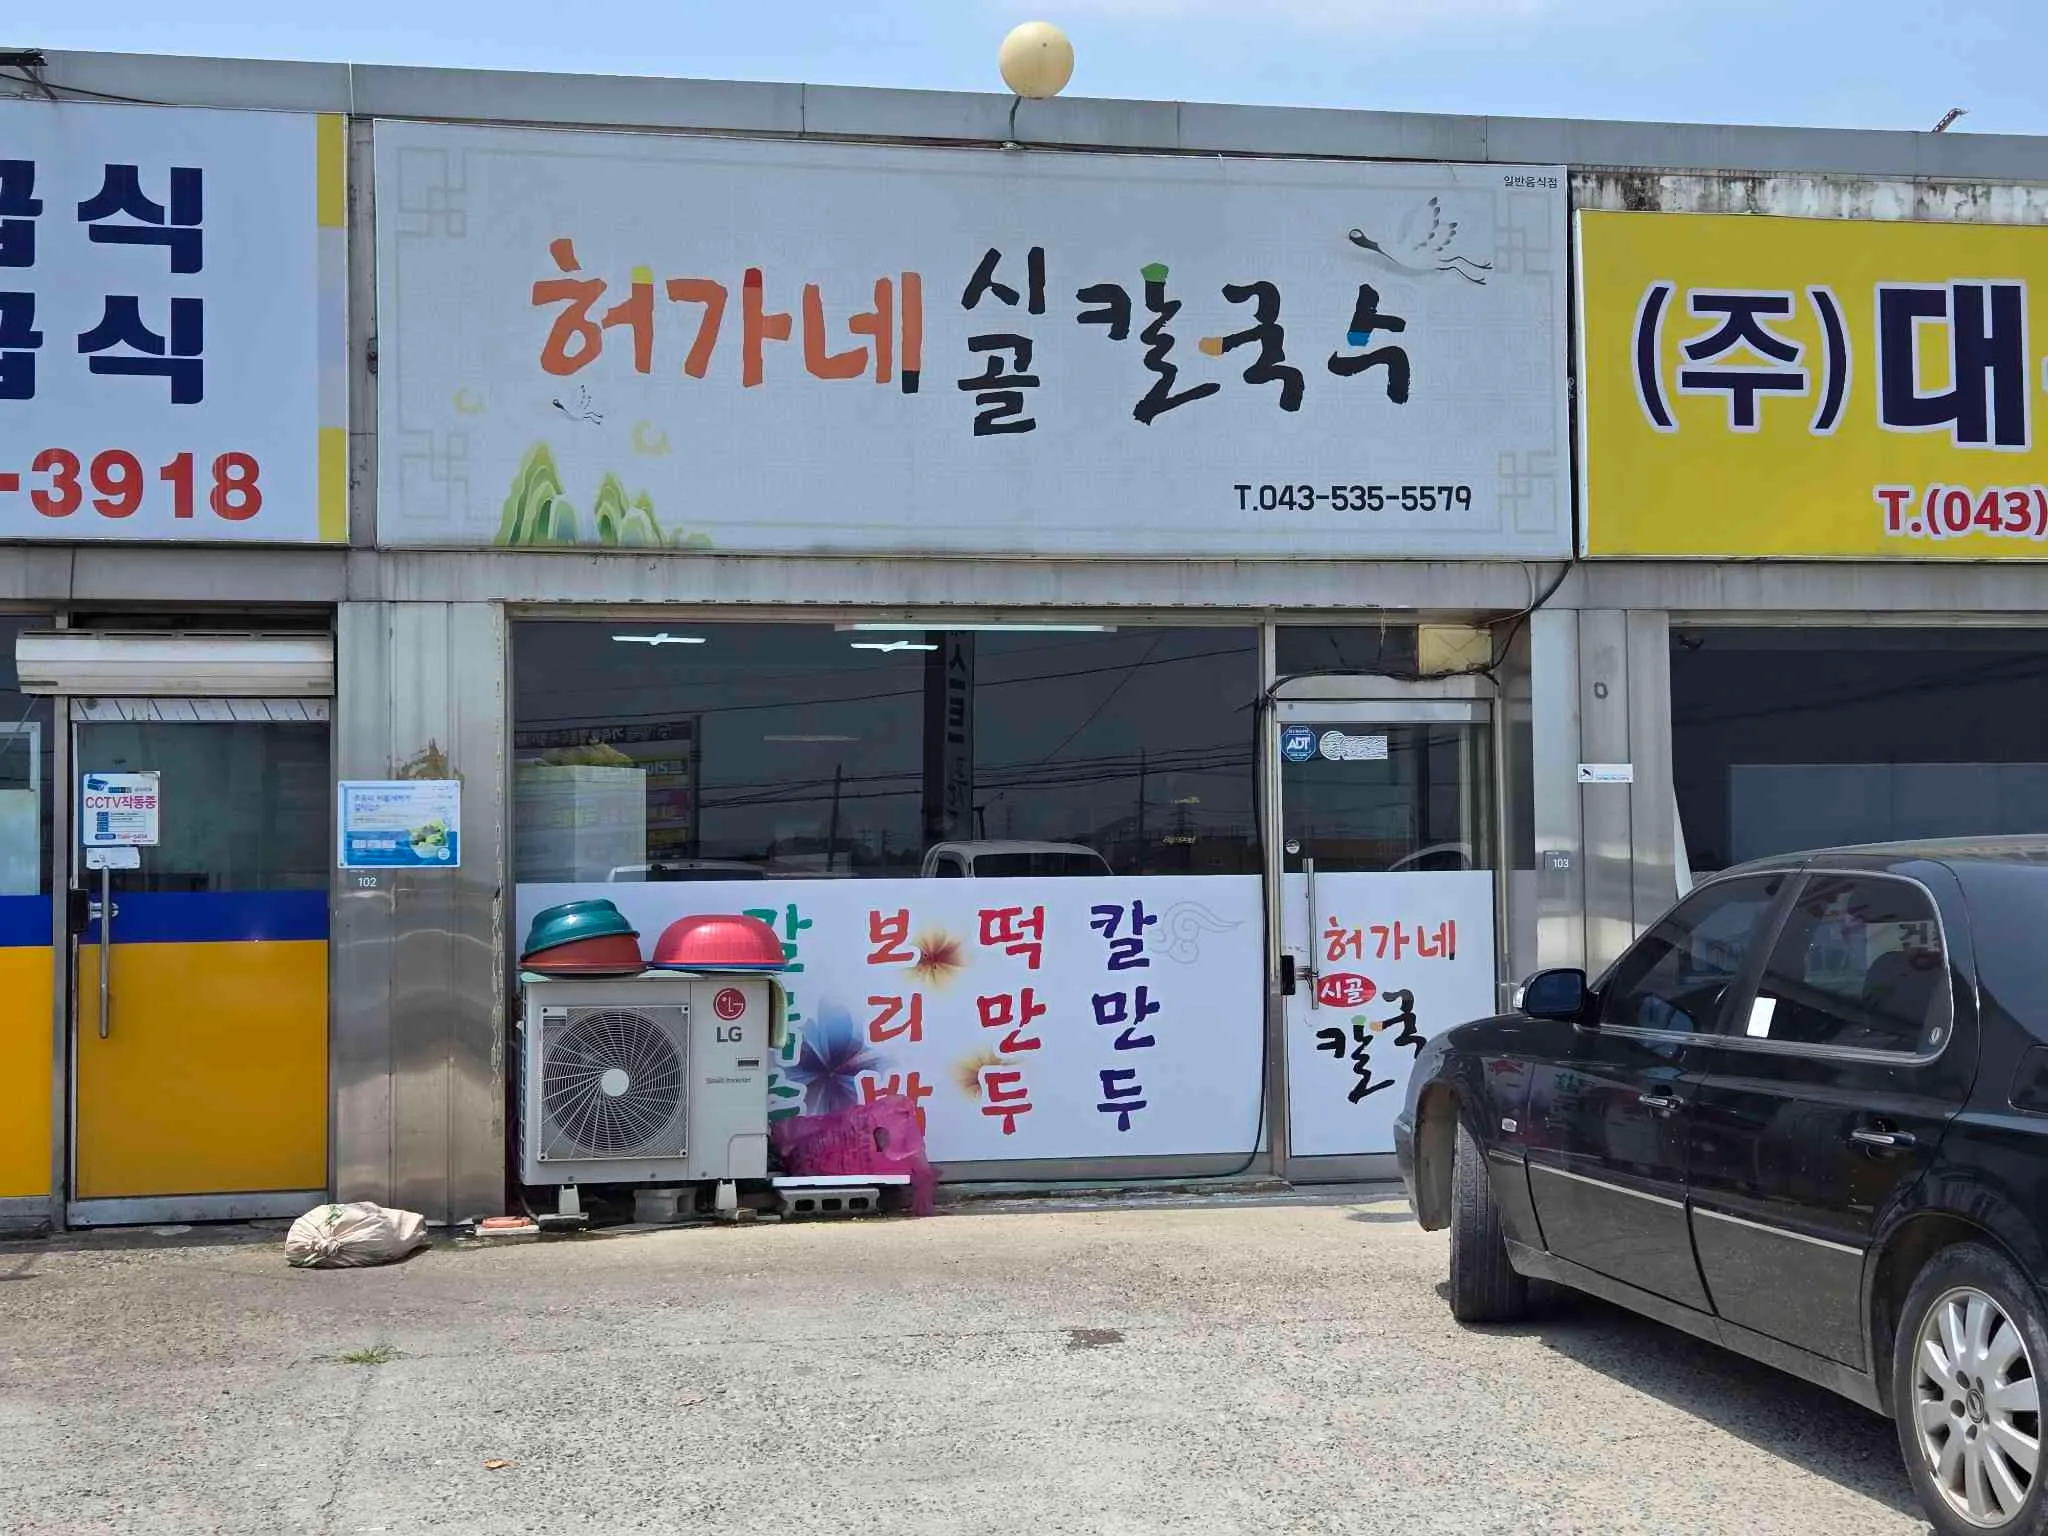 식
식
-3918
일반음식점
허가네 시골 칼국수
T.043-535-5579
(주)대
T.(043)
CCTV작동중
102
103
ADT
LG
보리밥
떡만두
칼만두
허가네
시골
칼국